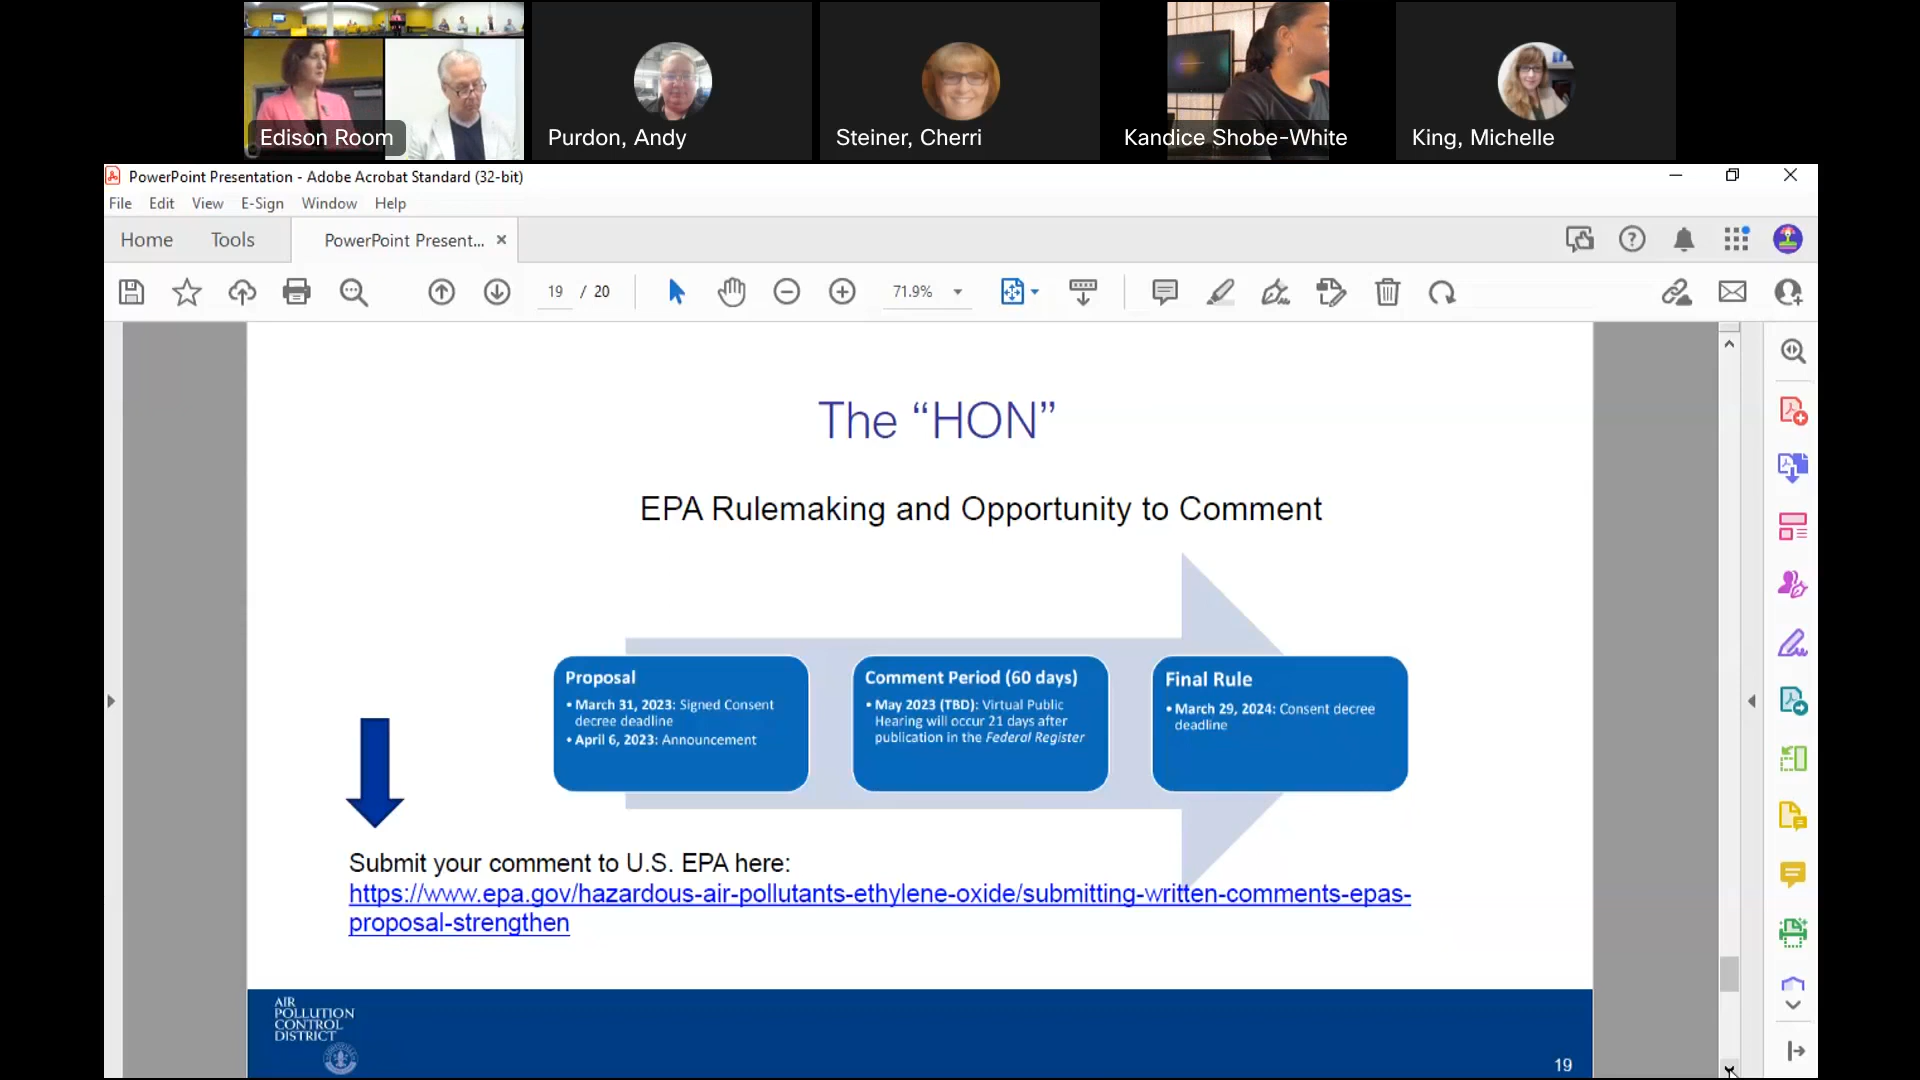 Edison Room
Purdon, Andy
Steiner, Cherri
Kandice Shobe-White
King, Michelle
PowerPoint Presentation - Adobe Acrobat Standard (32-bit)
File Edit View E-Sign Window Help
Home Tools PowerPoint Present... ×
19 / 20 71.9%
The “HON”
EPA Rulemaking and Opportunity to Comment
Proposal
• March 31, 2023: Signed Consent
decree deadline
• April 6, 2023: Announcement
Comment Period (60 days)
• May 2023 (TBD): Virtual Public
Hearing will occur 21 days after
publication in the Federal Register
Final Rule
• March 29, 2024: Consent decree
deadline
Submit your comment to U.S. EPA here:
https://www.epa.gov/hazardous-air-pollutants-ethylene-oxide/submitting-written-comments-epas-
proposal-strengthen
AIR
POLLUTION
CONTROL
DISTRICT
19